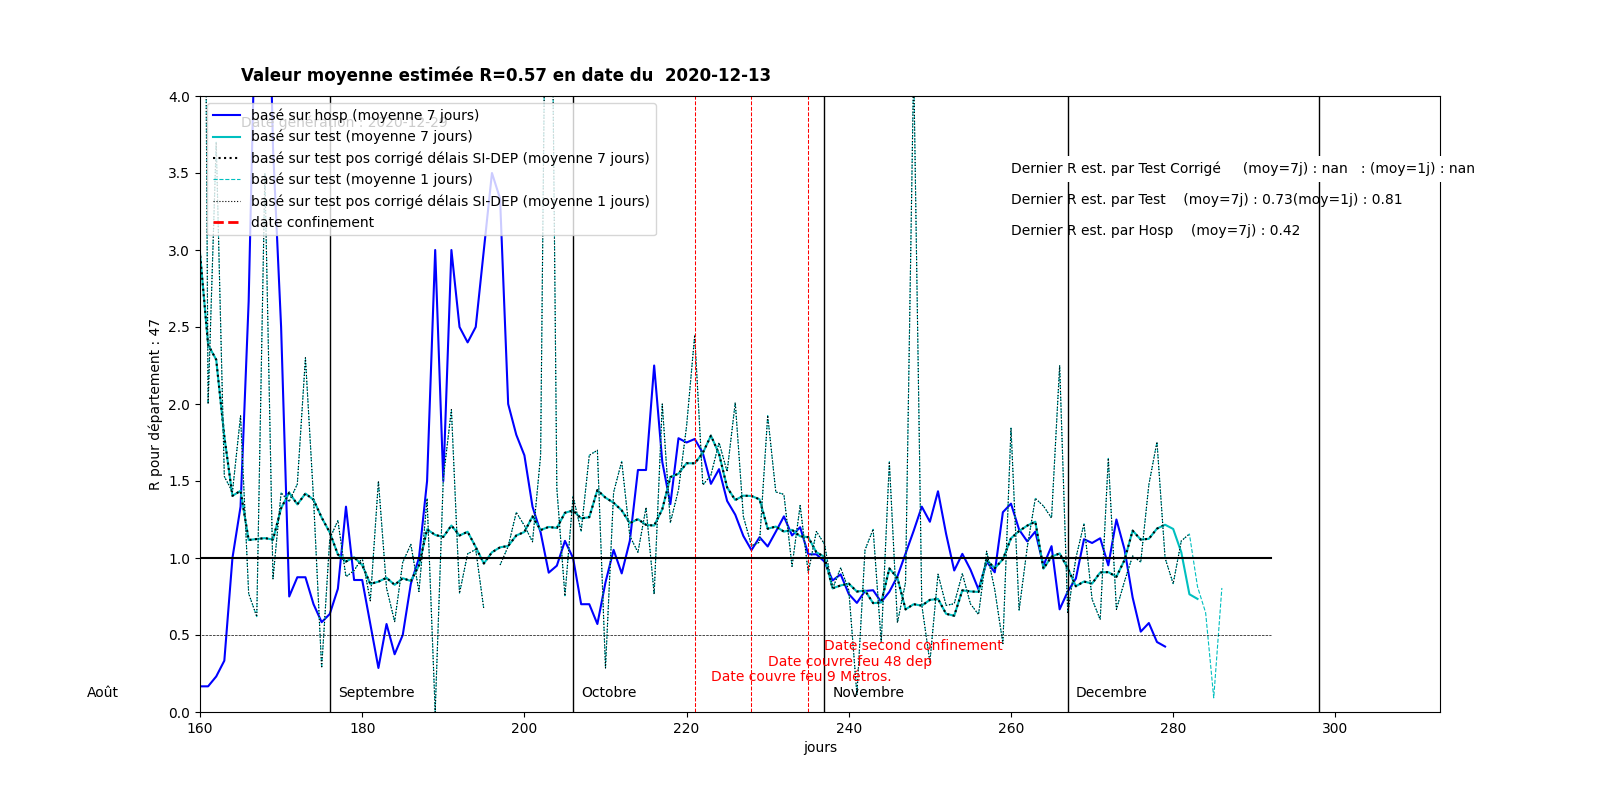 Valeur moyenne estimée R=0.57 en date du  2020-12-13
Date génération : 2020-12-29
basé sur hosp (moyenne 7 jours)
basé sur test (moyenne 7 jours)
basé sur test pos corrigé délais SI-DEP (moyenne 7 jours)
basé sur test (moyenne 1 jours)
basé sur test pos corrigé délais SI-DEP (moyenne 1 jours)
date confinement
Dernier R est. par Test Corrigé     (moy=7j) : nan   : (moy=1j) : nan
Dernier R est. par Test    (moy=7j) : 0.73(moy=1j) : 0.81
Dernier R est. par Hosp    (moy=7j) : 0.42
R pour département : 47
4.0
3.5
3.0
2.5
2.0
1.5
1.0
0.5
0.0
Date second confinement
Date couvre feu 48 dep
Date couvre feu 9 Métros.
Août
Septembre
Octobre
Novembre
Decembre
160
180
200
220
240
260
280
300
jours